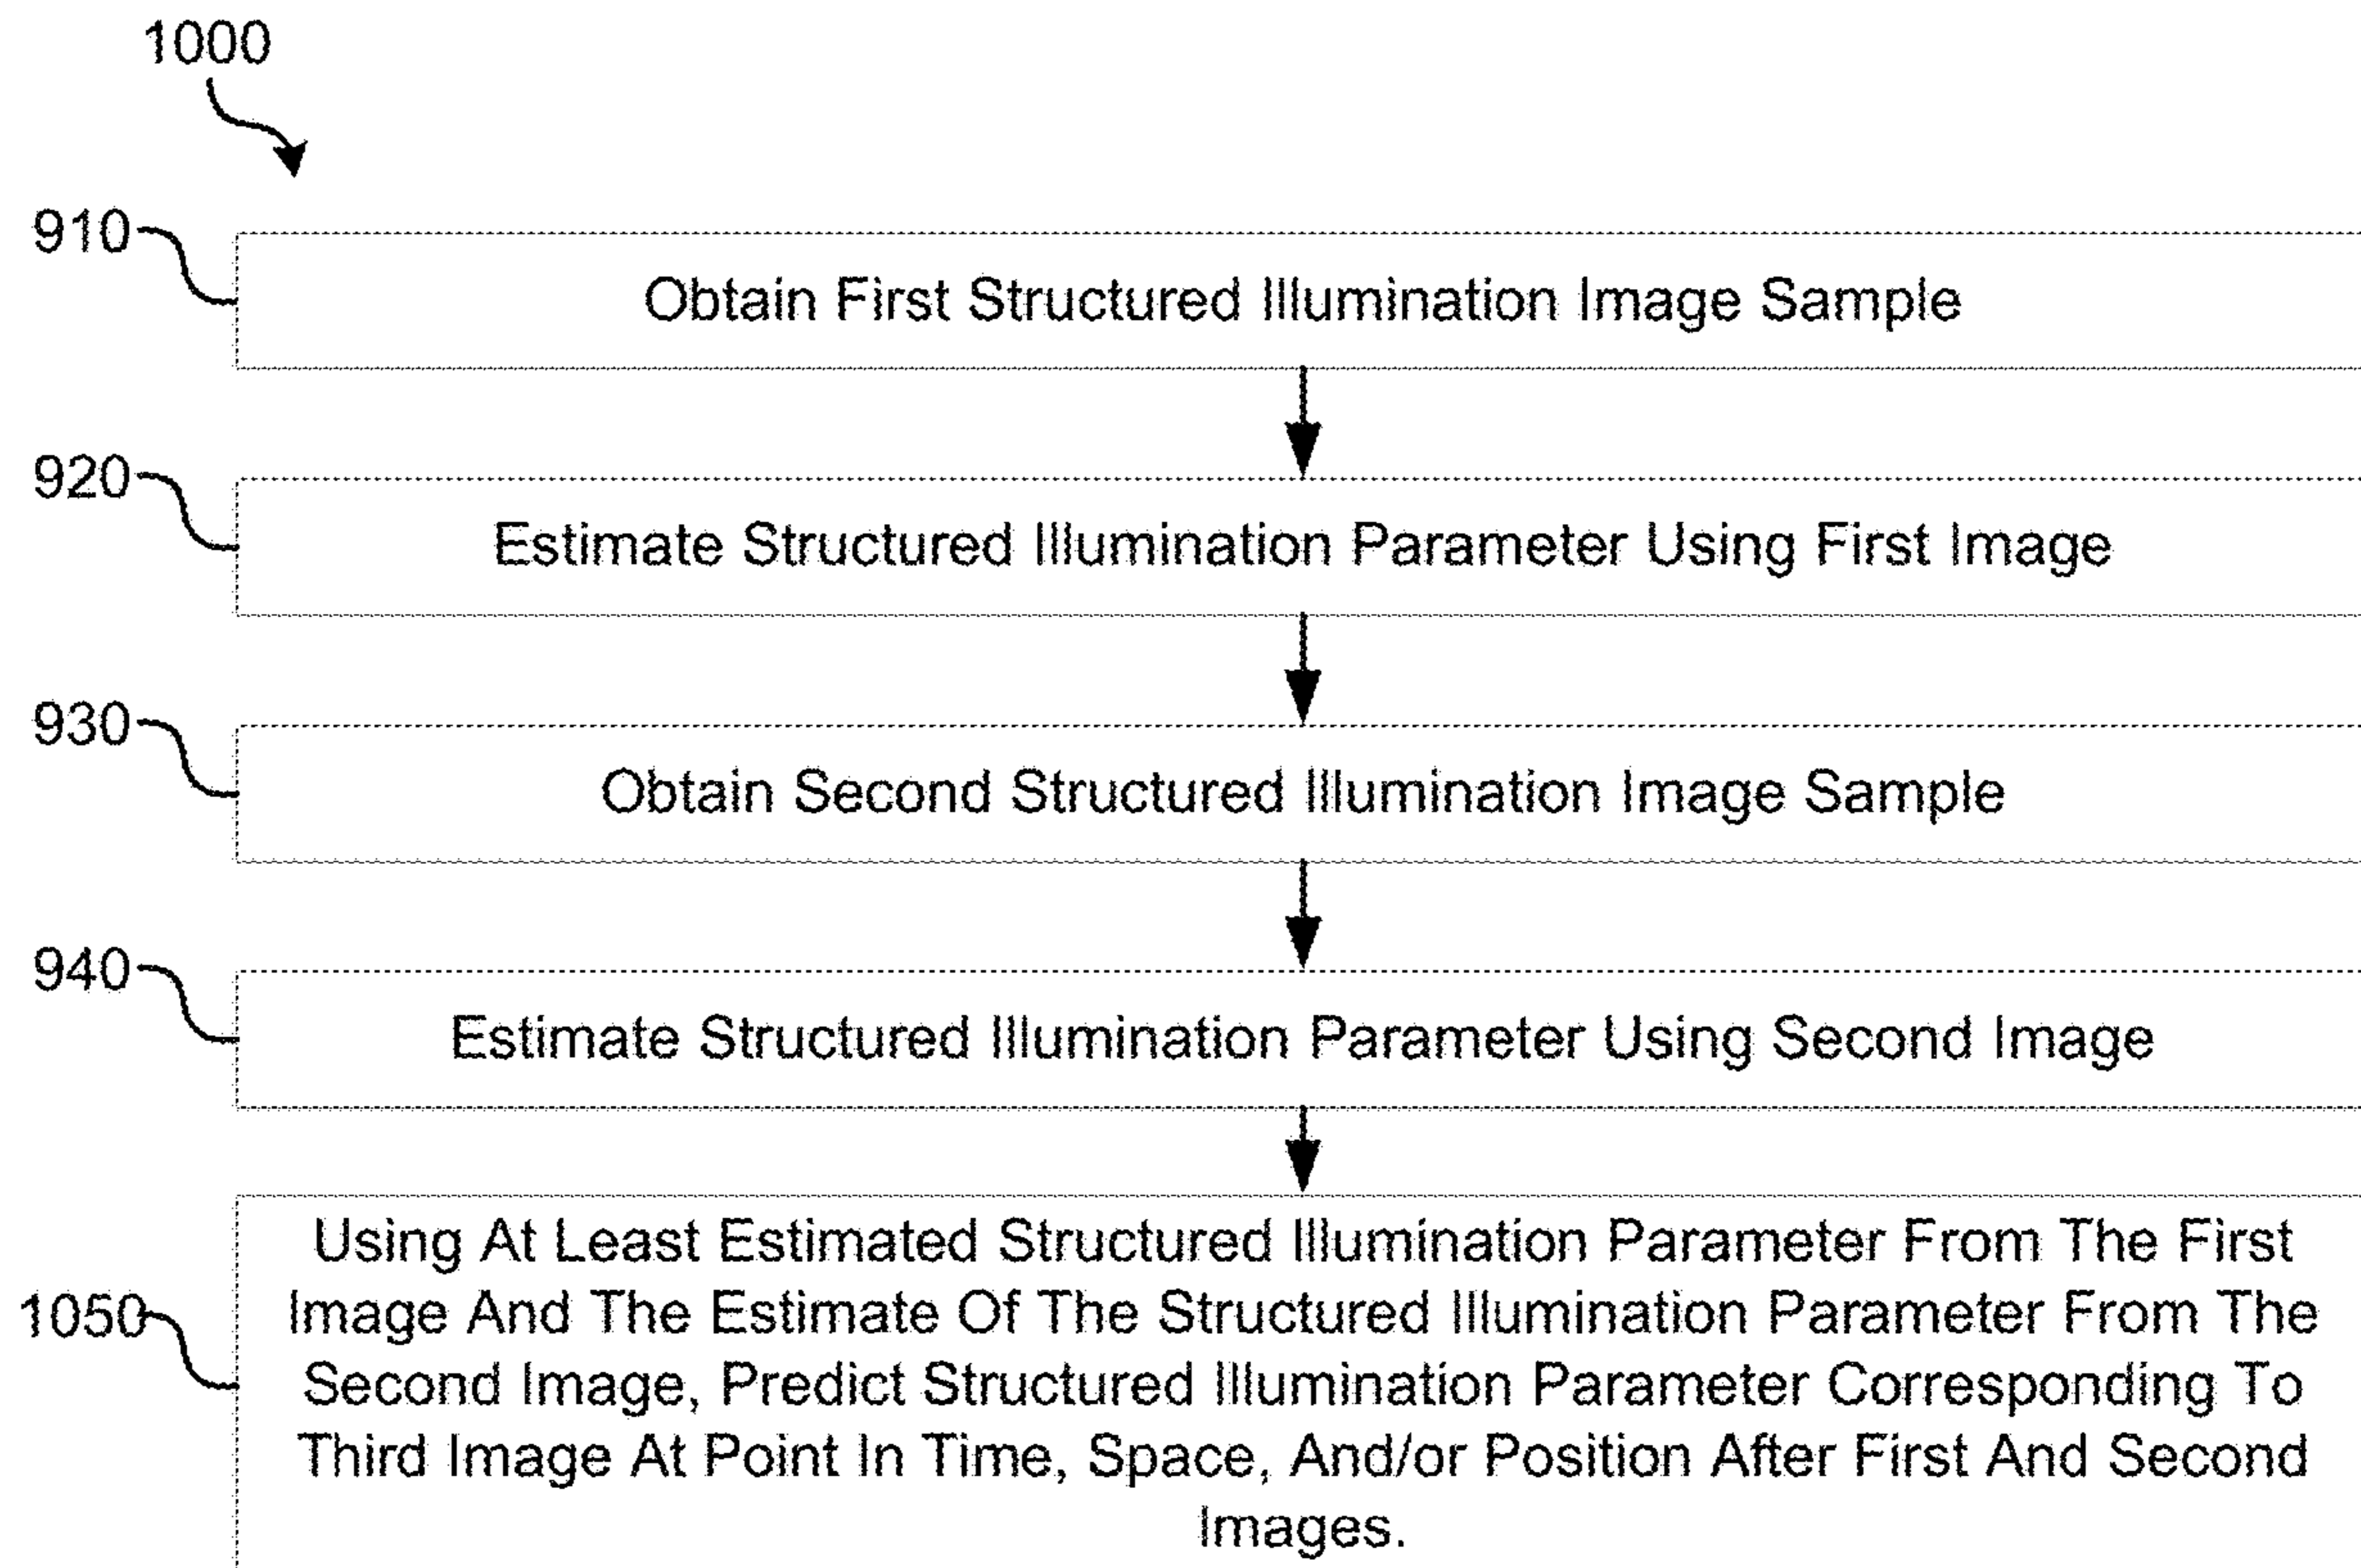 1000
910
Obtain First Structured Illumination Image Sample
920
Estimate Structured Illumination Parameter Using First Image
930
Obtain Second Structured Illumination Image Sample
940
Estimate Structured Illumination Parameter Using Second Image
1050
Using At Least Estimated Structured Illumination Parameter From The First
Image And The Estimate Of The Structured Illumination Parameter From The
Second Image, Predict Structured Illumination Parameter Corresponding To
Third Image At Point In Time, Space, And/or Position After First And Second
Images.